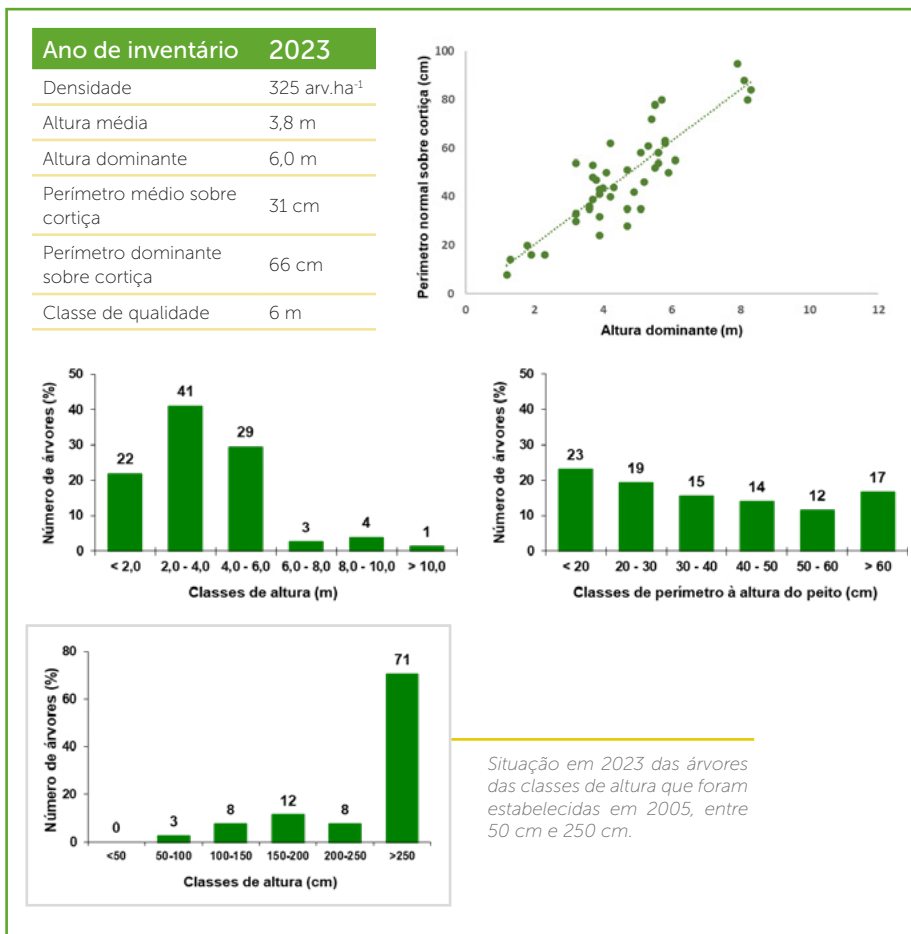 Ano de inventário 2023
Densidade 325 arv.ha⁻¹
Altura média 3,8 m
Altura dominante 6,0 m
Perímetro médio sobre
cortiça 31 cm
Perímetro dominante
sobre cortiça 66 cm
Classe de qualidade 6 m
Perímetro normal sobre cortiça (cm)
100
80
60
40
20
0
0 2 4 6 8 10 12
Altura dominante (m)
Número de árvores (%)
50
40
30
20
10
0
22 41 29 3 4 1
< 2,0 2,0 - 4,0 4,0 - 6,0 6,0 - 8,0 8,0 - 10,0 > 10,0
Classes de altura (m)
Número de árvores (%)
50
40
30
20
10
0
23 19 15 14 12 17
< 20 20 - 30 30 - 40 40 - 50 50 - 60 > 60
Classes de perímetro à altura do peito (cm)
Número de árvores (%)
80
60
40
20
0
0 3 8 12 8 71
<50 50-100 100-150 150-200 200-250 >250
Classes de altura (cm)
Situação em 2023 das árvores
das classes de altura que foram
estabelecidas em 2005, entre
50 cm e 250 cm.